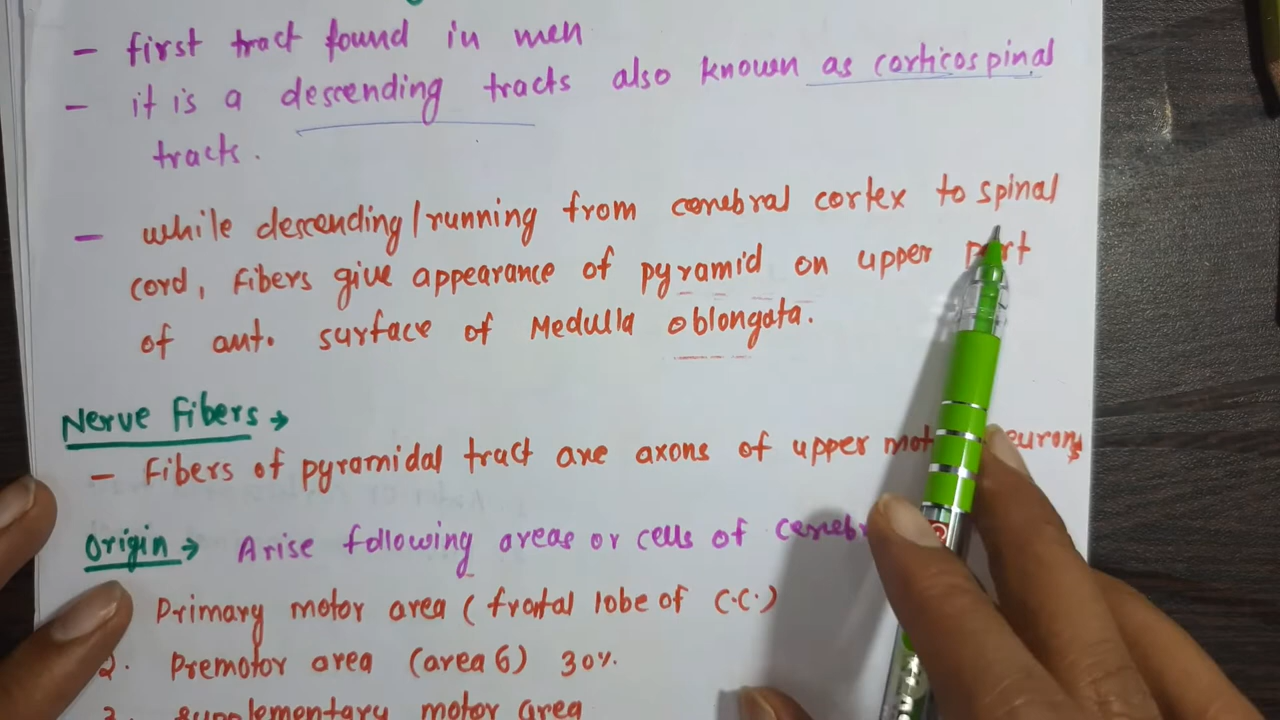 - first tract found in men
- it is a descending tracts also known as corticospinal
tracts.
- while descending/running from cerebral cortex to spinal
cord, Fibers give appearance of pyramid on upper part
of ant. surface of Medulla oblongata.
Nerve Fibers →
- Fibers of pyramidal tract are axons of upper
Origin → Arise following areas or cells of
Primary motor area (frontal lobe of C.C.)
2. Premotor area (area 6) 30%.
3. supplementary motor area